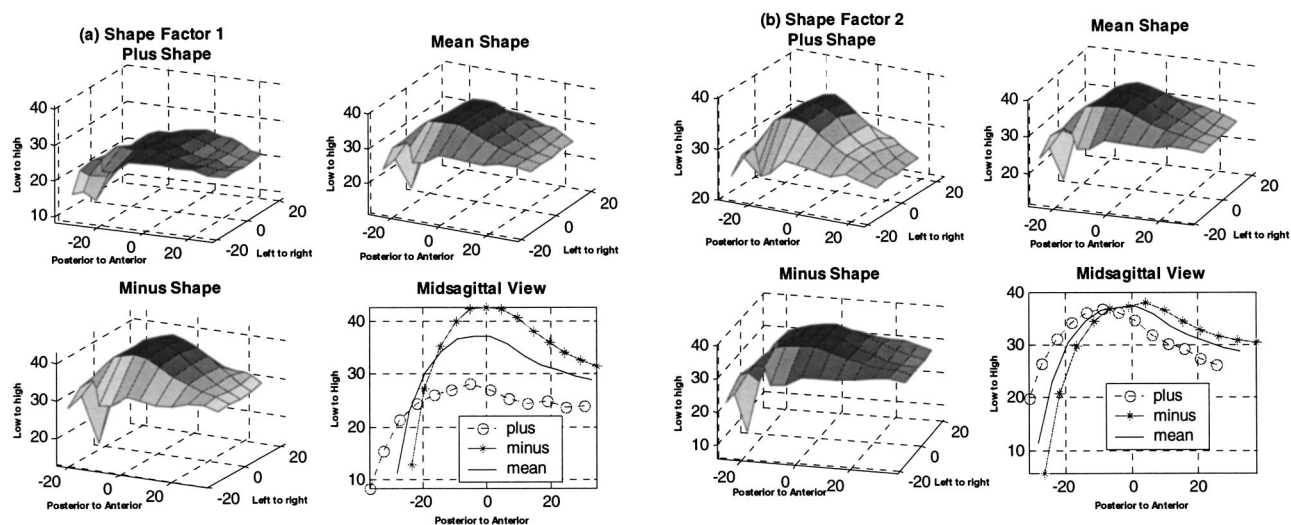 (a) Shape Factor 1
Plus Shape
40
30
20
10
Low to high
-20
0
20
Posterior to Anterior
-20
0
20
Left to right
Mean Shape
40
30
20
Low to high
-20
0
20
Posterior to Anterior
-20
0
20
Left to right
Minus Shape
40
30
20
Low to high
-20
0
20
Posterior to Anterior
-20
0
20
Left to right
Midsagittal View
40
30
20
10
Low to High
plus
minus
mean
-20
0
20
Posterior to Anterior
(b) Shape Factor 2
Plus Shape
40
30
20
Low to high
-20
0
20
Posterior to Anterior
-20
0
20
Left to right
Mean Shape
40
30
20
Low to high
-20
0
20
Posterior to Anterior
-20
0
20
Left to right
Minus Shape
40
30
20
10
Low to high
-20
0
20
Posterior to Anterior
-20
0
20
Left to right
Midsagittal View
40
30
20
10
Low to High
plus
minus
mean
-20
0
20
Posterior to Anterior